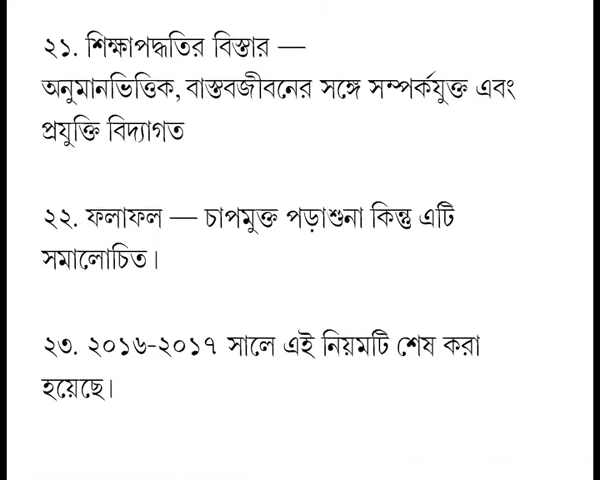 ২১. শিক্ষাপদ্ধতির বিস্তার —
অনুমানভিত্তিক, বাস্তবজীবনের সঙ্গে সম্পর্কযুক্ত এবং
প্রযুক্তি বিদ্যাগত
২২. ফলাফল — চাপমুক্ত পড়াশুনা কিন্তু এটি
সমালোচিত।
২৩. ২০১৬-২০১৭ সালে এই নিয়মটি শেষ করা
হয়েছে।